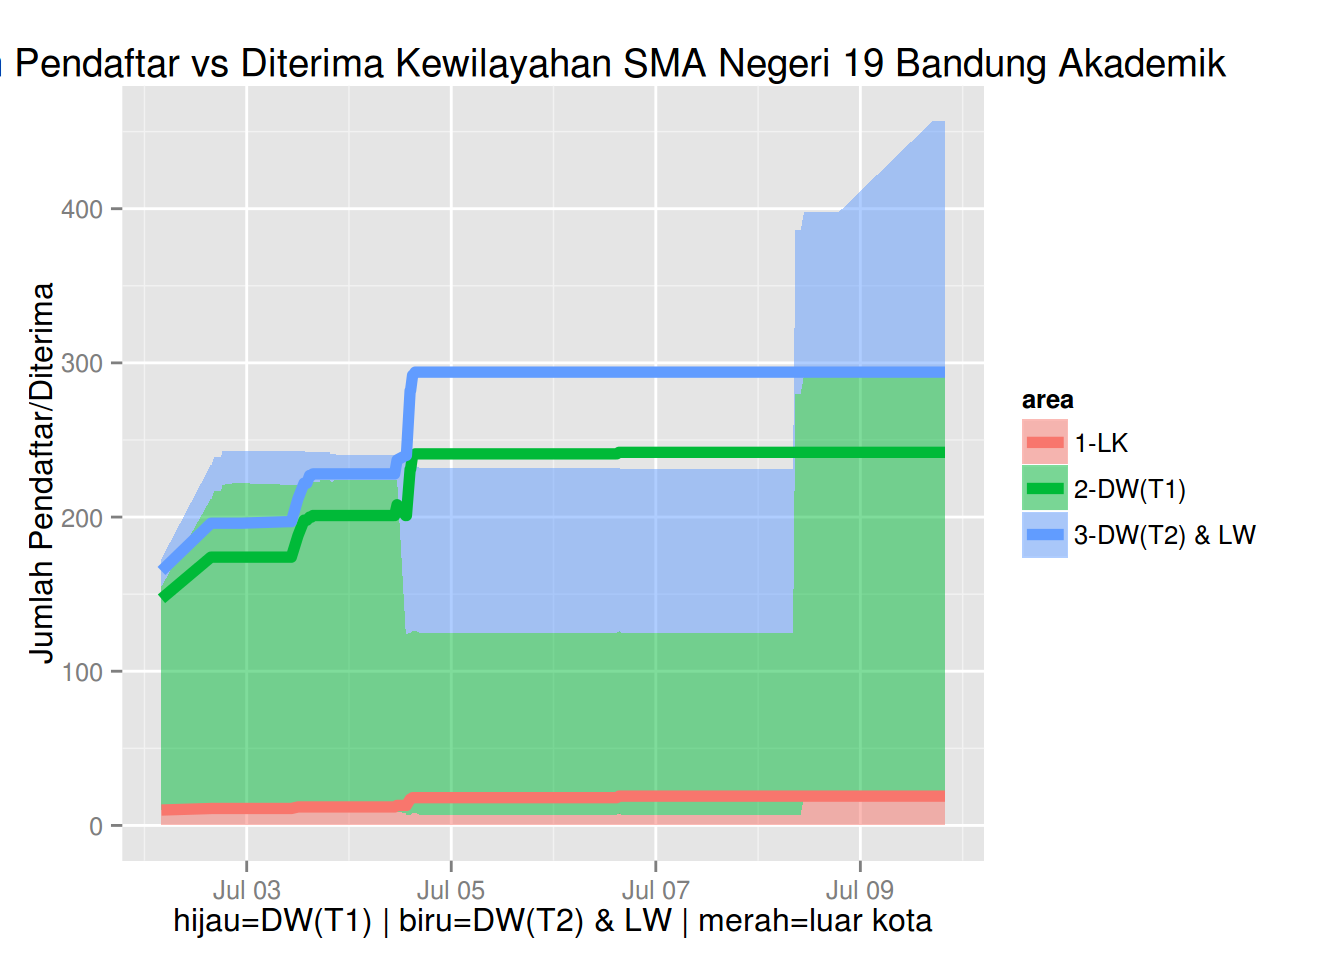 Pendaftar vs Diterima Kewilayahan SMA Negeri 19 Bandung Akademik
Jumlah Pendaftar/Diterima
400
300
200
100
0
Jul 03 Jul 05 Jul 07 Jul 09
hijau=DW(T1) | biru=DW(T2) & LW | merah=luar kota
area
1-LK
2-DW(T1)
3-DW(T2) & LW